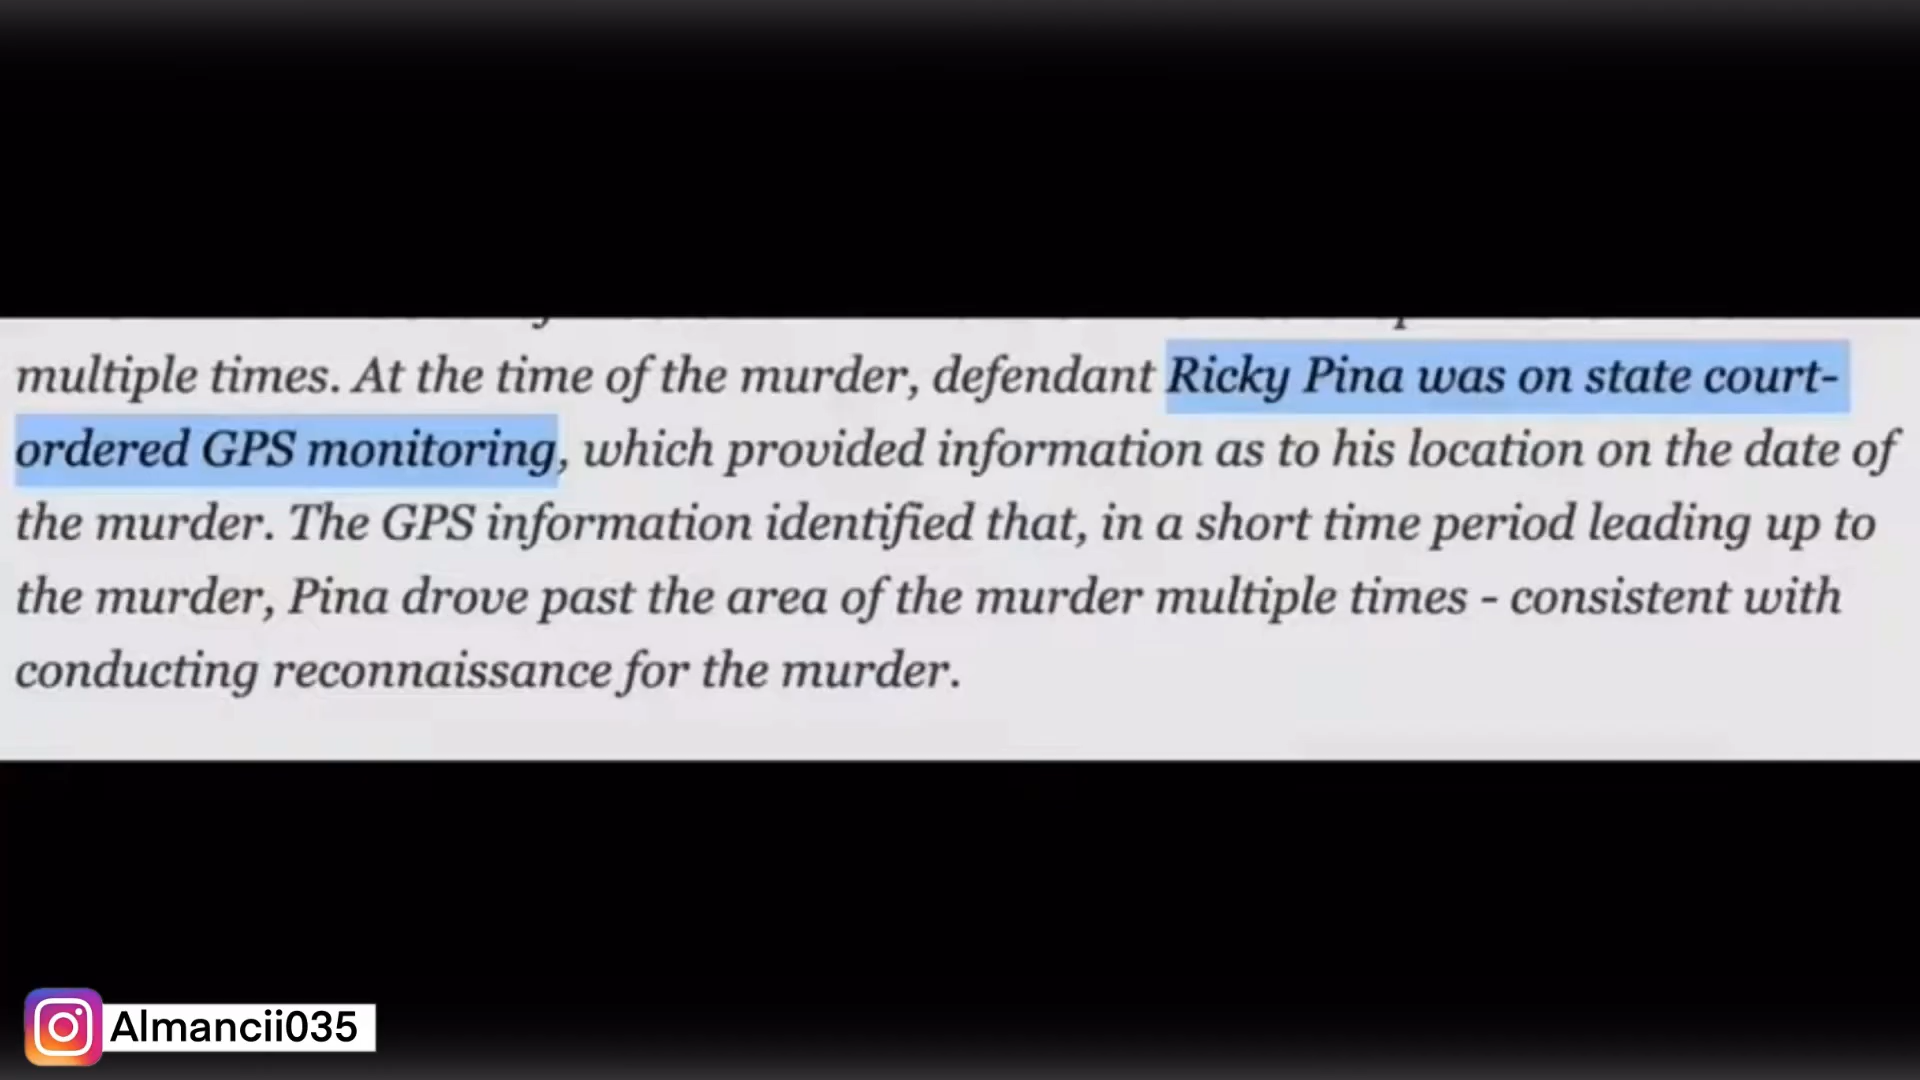 multiple times. At the time of the murder, defendant Ricky Pina was on state court-
ordered GPS monitoring, which provided information as to his location on the date of
the murder. The GPS information identified that, in a short time period leading up to
the murder, Pina drove past the area of the murder multiple times - consistent with
conducting reconnaissance for the murder.
Almancii035